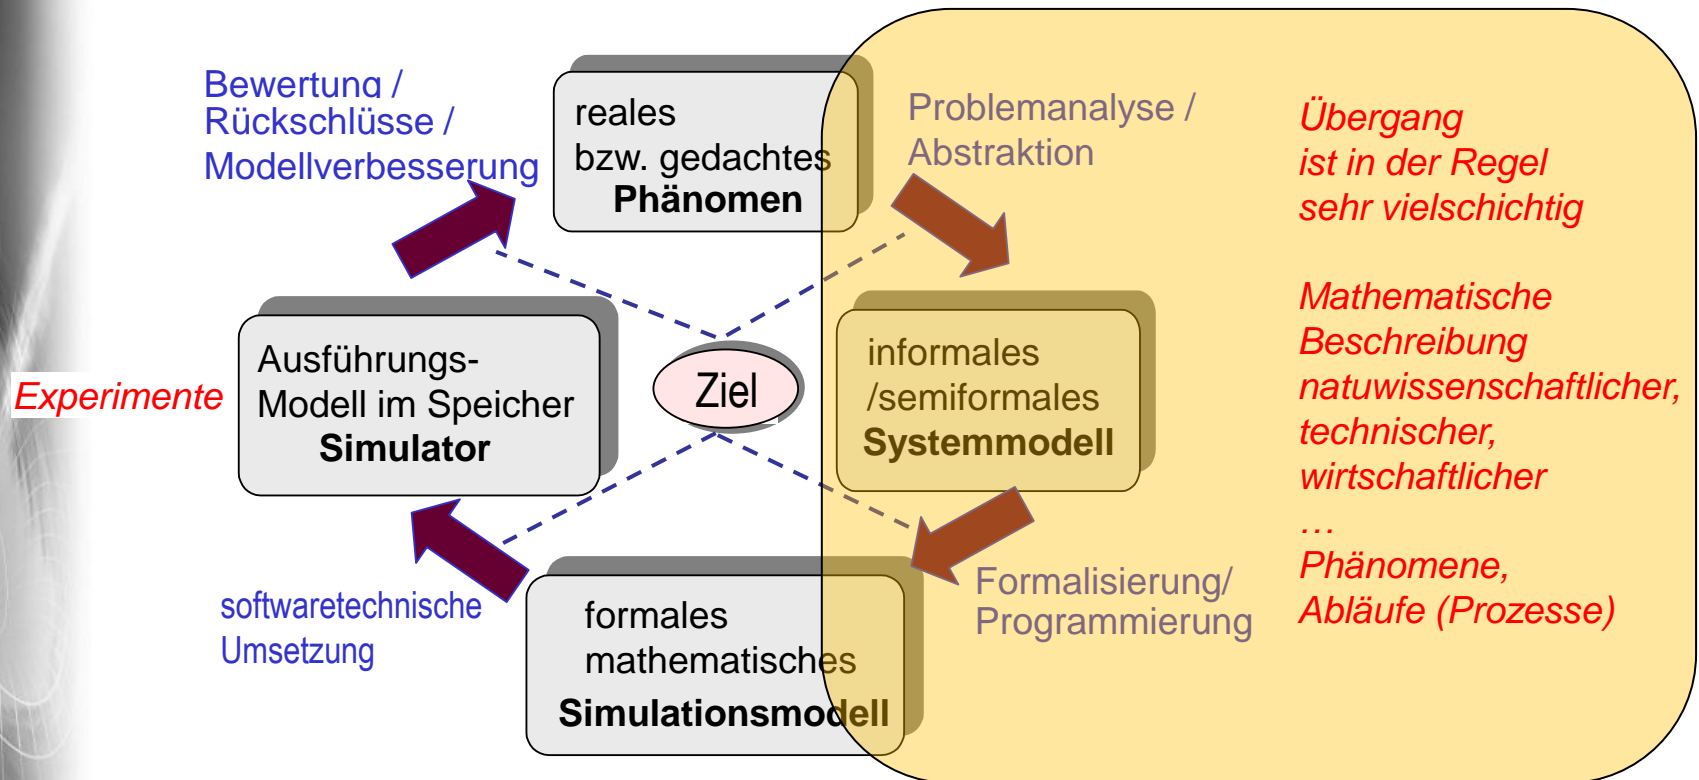 Bewertung /
Rückschlüsse /
Modellverbesserung
reales
bzw. gedachtes
Phänomen
Problemanalyse /
Abstraktion
Übergang
ist in der Regel
sehr vielschichtig
Mathematische
Beschreibung
natuwissenschaftlicher,
technischer,
wirtschaftlicher
…
Phänomene,
Abläufe (Prozesse)
Experimente
Ausführungs-
Modell im Speicher
Simulator
Ziel
informales
/semiformales
Systemmodell
softwaretechnische
Umsetzung
formales
mathematisches
Simulationsmodell
Formalisierung/
Programmierung